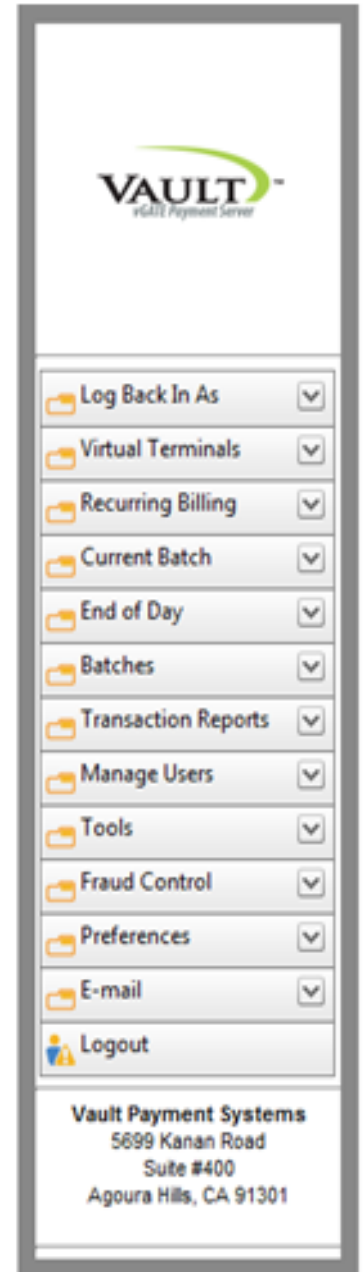 VAULT™
vGATE Payment Server
Log Back In As
Virtual Terminals
Recurring Billing
Current Batch
End of Day
Batches
Transaction Reports
Manage Users
Tools
Fraud Control
Preferences
E-mail
Logout
Vault Payment Systems
5699 Kanan Road
Suite #400
Agoura Hills, CA 91301